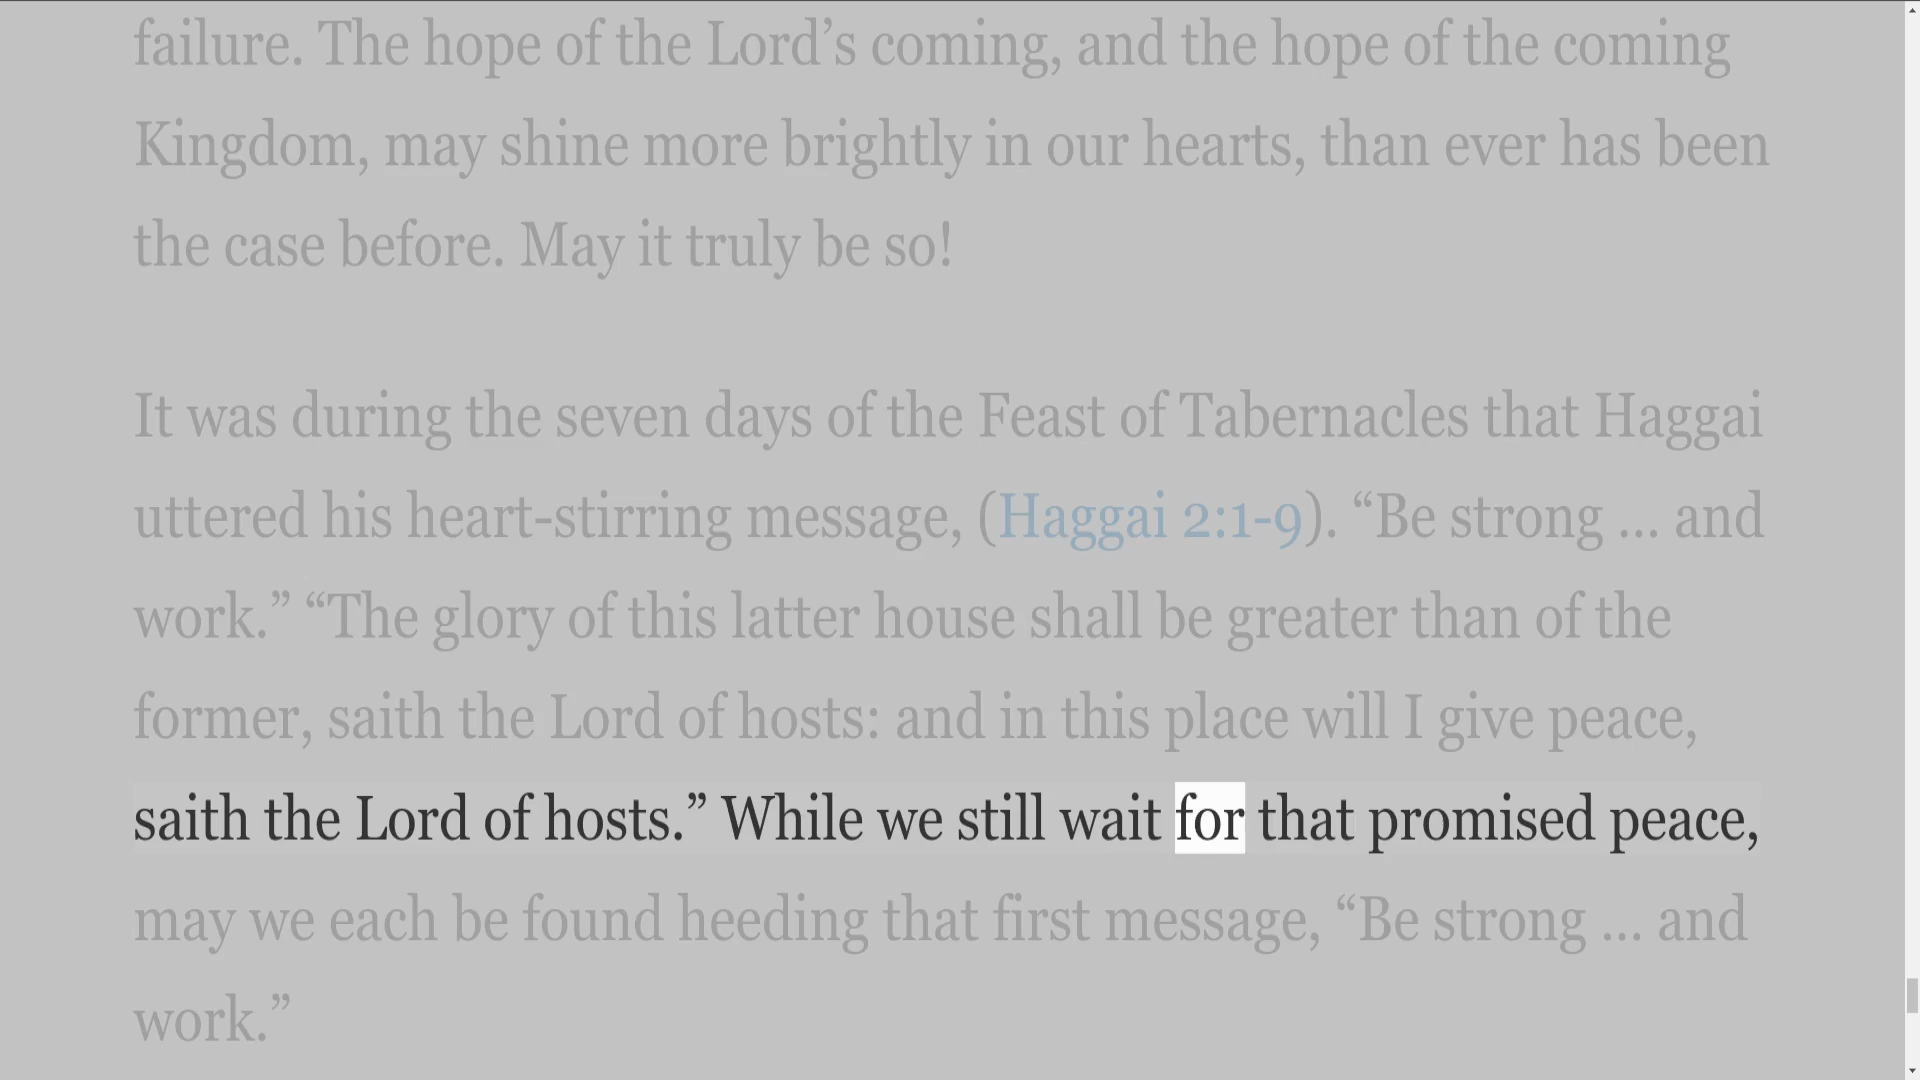 failure. The hope of the Lord’s coming, and the hope of the coming
Kingdom, may shine more brightly in our hearts, than ever has been
the case before. May it truly be so!
It was during the seven days of the Feast of Tabernacles that Haggai
uttered his heart-stirring message, (Haggai 2:1-9). “Be strong ... and
work.” “The glory of this latter house shall be greater than of the
former, saith the Lord of hosts: and in this place will I give peace,
saith the Lord of hosts.” While we still wait for that promised peace,
may we each be found heeding that first message, “Be strong ... and
work.”